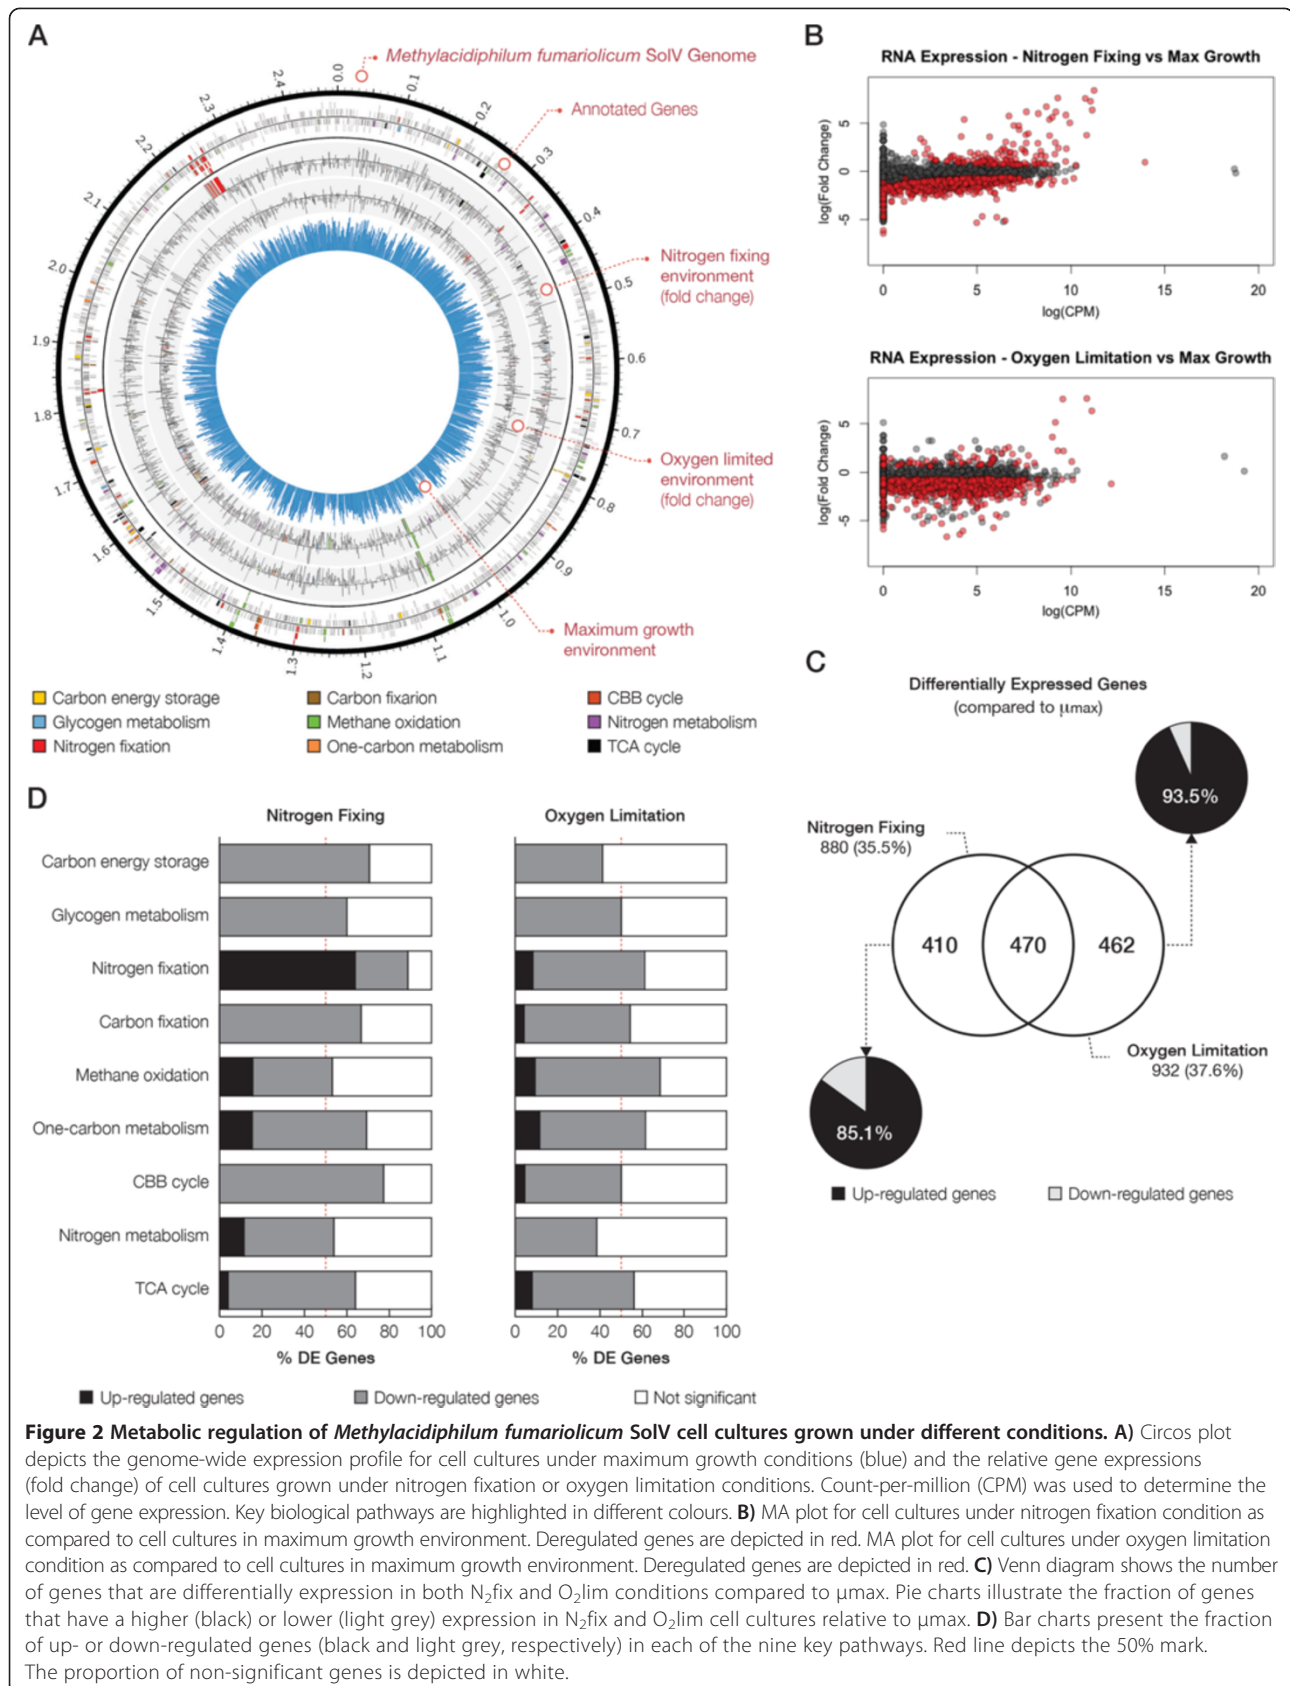 A
Methylacidiphilum fumariolicum SolV Genome
Annotated Genes
Nitrogen fixing
environment
(fold change)
Oxygen limited
environment
(fold change)
Maximum growth
environment
0.0
0.1
0.2
0.3
0.4
0.5
0.6
0.7
0.8
0.9
1.0
1.1
1.2
1.3
1.4
1.5
1.6
1.7
1.8
1.9
2.0
2.1
2.2
2.3
2.4
Carbon energy storage
Carbon fixarion
CBB cycle
Glycogen metabolism
Methane oxidation
Nitrogen metabolism
Nitrogen fixation
One-carbon metabolism
TCA cycle
B
RNA Expression - Nitrogen Fixing vs Max Growth
log(Fold Change)
5
0
-5
0 5 10 15 20
log(CPM)
RNA Expression - Oxygen Limitation vs Max Growth
log(Fold Change)
5
0
-5
0 5 10 15 20
log(CPM)
C
Differentially Expressed Genes
(compared to µmax)
93.5%
Nitrogen Fixing
880 (35.5%)
410 470 462
Oxygen Limitation
932 (37.6%)
85.1%
Up-regulated genes Down-regulated genes
D
Nitrogen Fixing Oxygen Limitation
Carbon energy storage
Glycogen metabolism
Nitrogen fixation
Carbon fixation
Methane oxidation
One-carbon metabolism
CBB cycle
Nitrogen metabolism
TCA cycle
0 20 40 60 80 100 0 20 40 60 80 100
% DE Genes % DE Genes
Up-regulated genes Down-regulated genes Not significant
Figure 2 Metabolic regulation of Methylacidiphilum fumariolicum SolV cell cultures grown under different conditions. A) Circos plot
depicts the genome-wide expression profile for cell cultures under maximum growth conditions (blue) and the relative gene expressions
(fold change) of cell cultures grown under nitrogen fixation or oxygen limitation conditions. Count-per-million (CPM) was used to determine the
level of gene expression. Key biological pathways are highlighted in different colours. B) MA plot for cell cultures under nitrogen fixation condition as
compared to cell cultures in maximum growth environment. Deregulated genes are depicted in red. MA plot for cell cultures under oxygen limitation
condition as compared to cell cultures in maximum growth environment. Deregulated genes are depicted in red. C) Venn diagram shows the number
of genes that are differentially expression in both N₂fix and O₂lim conditions compared to µmax. Pie charts illustrate the fraction of genes
that have a higher (black) or lower (light grey) expression in N₂fix and O₂lim cell cultures relative to µmax. D) Bar charts present the fraction
of up- or down-regulated genes (black and light grey, respectively) in each of the nine key pathways. Red line depicts the 50% mark.
The proportion of non-significant genes is depicted in white.